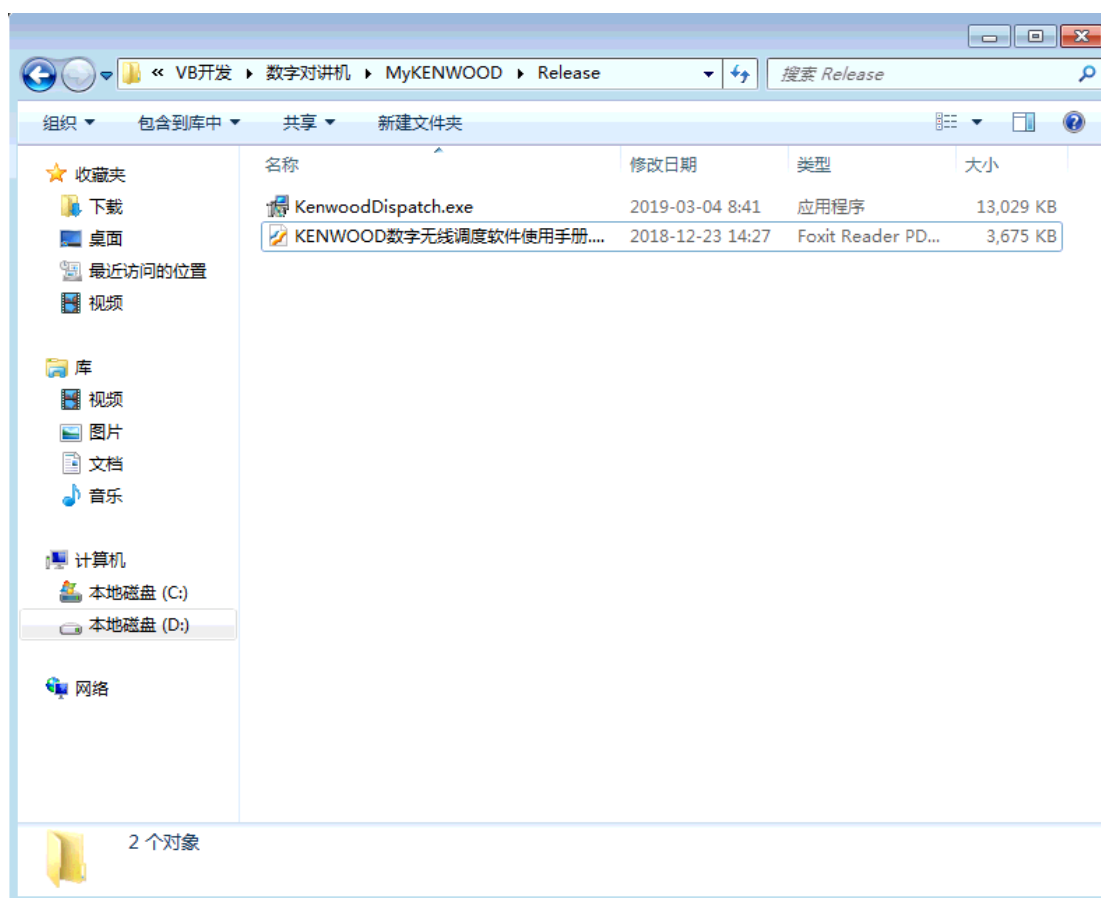 « VB开发 ▸ 数字对讲机 ▸ MyKENWOOD ▸ Release
搜索 Release
组织 包含到库中 共享 新建文件夹
名称 修改日期 类型 大小
KenwoodDispatch.exe 2019-03-04 8:41 应用程序 13,029 KB
KENWOOD数字无线调度软件使用手册.... 2018-12-23 14:27 Foxit Reader PD... 3,675 KB
收藏夹
下载
桌面
最近访问的位置
视频
库
视频
图片
文档
音乐
计算机
本地磁盘 (C:)
本地磁盘 (D:)
网络
2 个对象